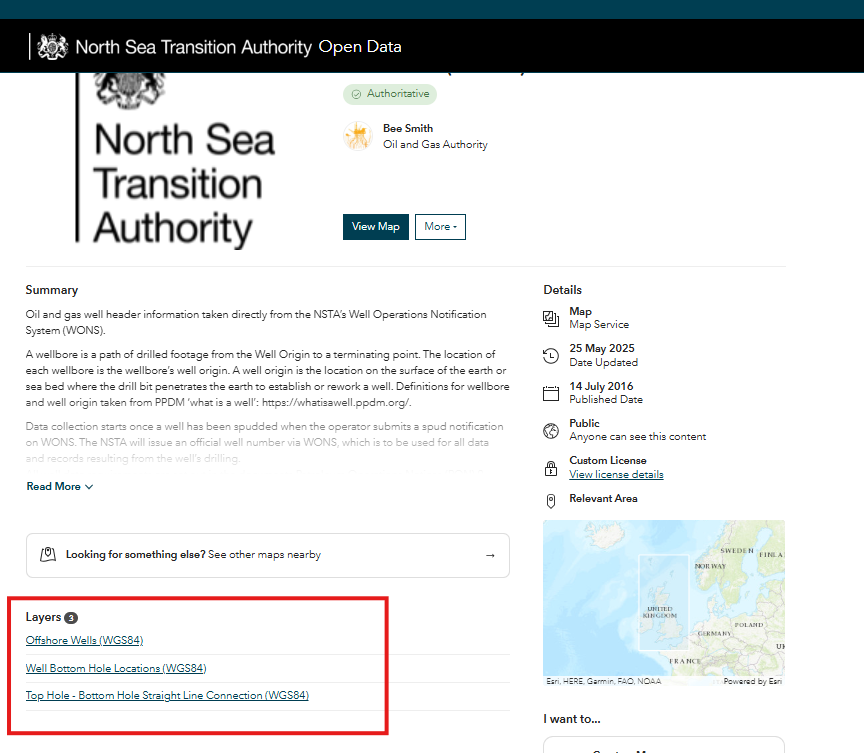 North Sea Transition Authority Open Data
North Sea
Transition
Authority
Authoritative
Bee Smith
Oil and Gas Authority
View Map
More
Summary
Oil and gas well header information taken directly from the NSTA's Well Operations Notification
System (WONS).
A wellbore is a path of drilled footage from the Well Origin to a terminating point. The location of
each wellbore is the wellbore's well origin. A well origin is the location on the surface of the earth or
sea bed where the drill bit penetrates the earth to establish or rework a well. Definitions for wellbore
and well origin taken from PPDM 'what is a well': https://whatisawell.ppdm.org/.
Data collection starts once a well has been spudded when the operator submits a spud notification
on WONS. The NSTA will issue an official well number via WONS, which is to be used for all data
and records resulting from the well's drilling.
Read More
Looking for something else? See other maps nearby
Layers 3
Offshore Wells (WGS84)
Well Bottom Hole Locations (WGS84)
Top Hole - Bottom Hole Straight Line Connection (WGS84)
Details
Map
Map Service
25 May 2025
Date Updated
14 July 2016
Published Date
Public
Anyone can see this content
Custom License
View license details
Relevant Area
SWEDEN
FINLA
NORWAY
UNITED
KINGDOM
POLAND
GERMANY
UK
FRANCE
Esri, HERE, Garmin, FAO, NOAA
Powered by Esri
I want to...